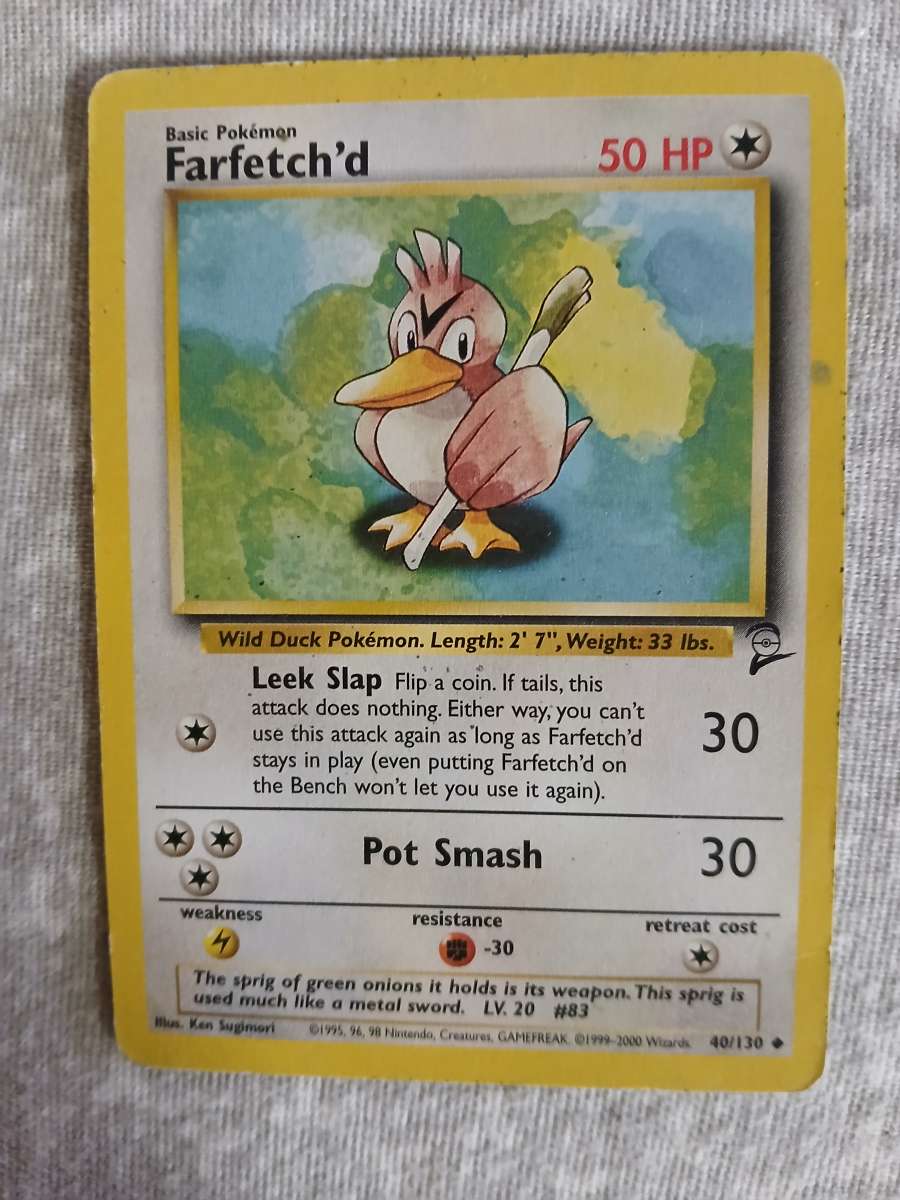 Basic Pokémon
Farfetch'd
50 HP
Wild Duck Pokémon. Length: 2' 7", Weight: 33 lbs.
Leek Slap Flip a coin. If tails, this
attack does nothing. Either way, you can't
use this attack again as long as Farfetch'd
stays in play (even putting Farfetch'd on
the Bench won't let you use it again).
30
Pot Smash
30
weakness
resistance
retreat cost
-30
The sprig of green onions it holds is its weapon. This sprig is
used much like a metal sword. LV. 20 #83
Illus. Ken Sugimori ©1995, 96, 98 Nintendo, Creatures, GAMEFREAK. ©1999-2000 Wizards. 40/130